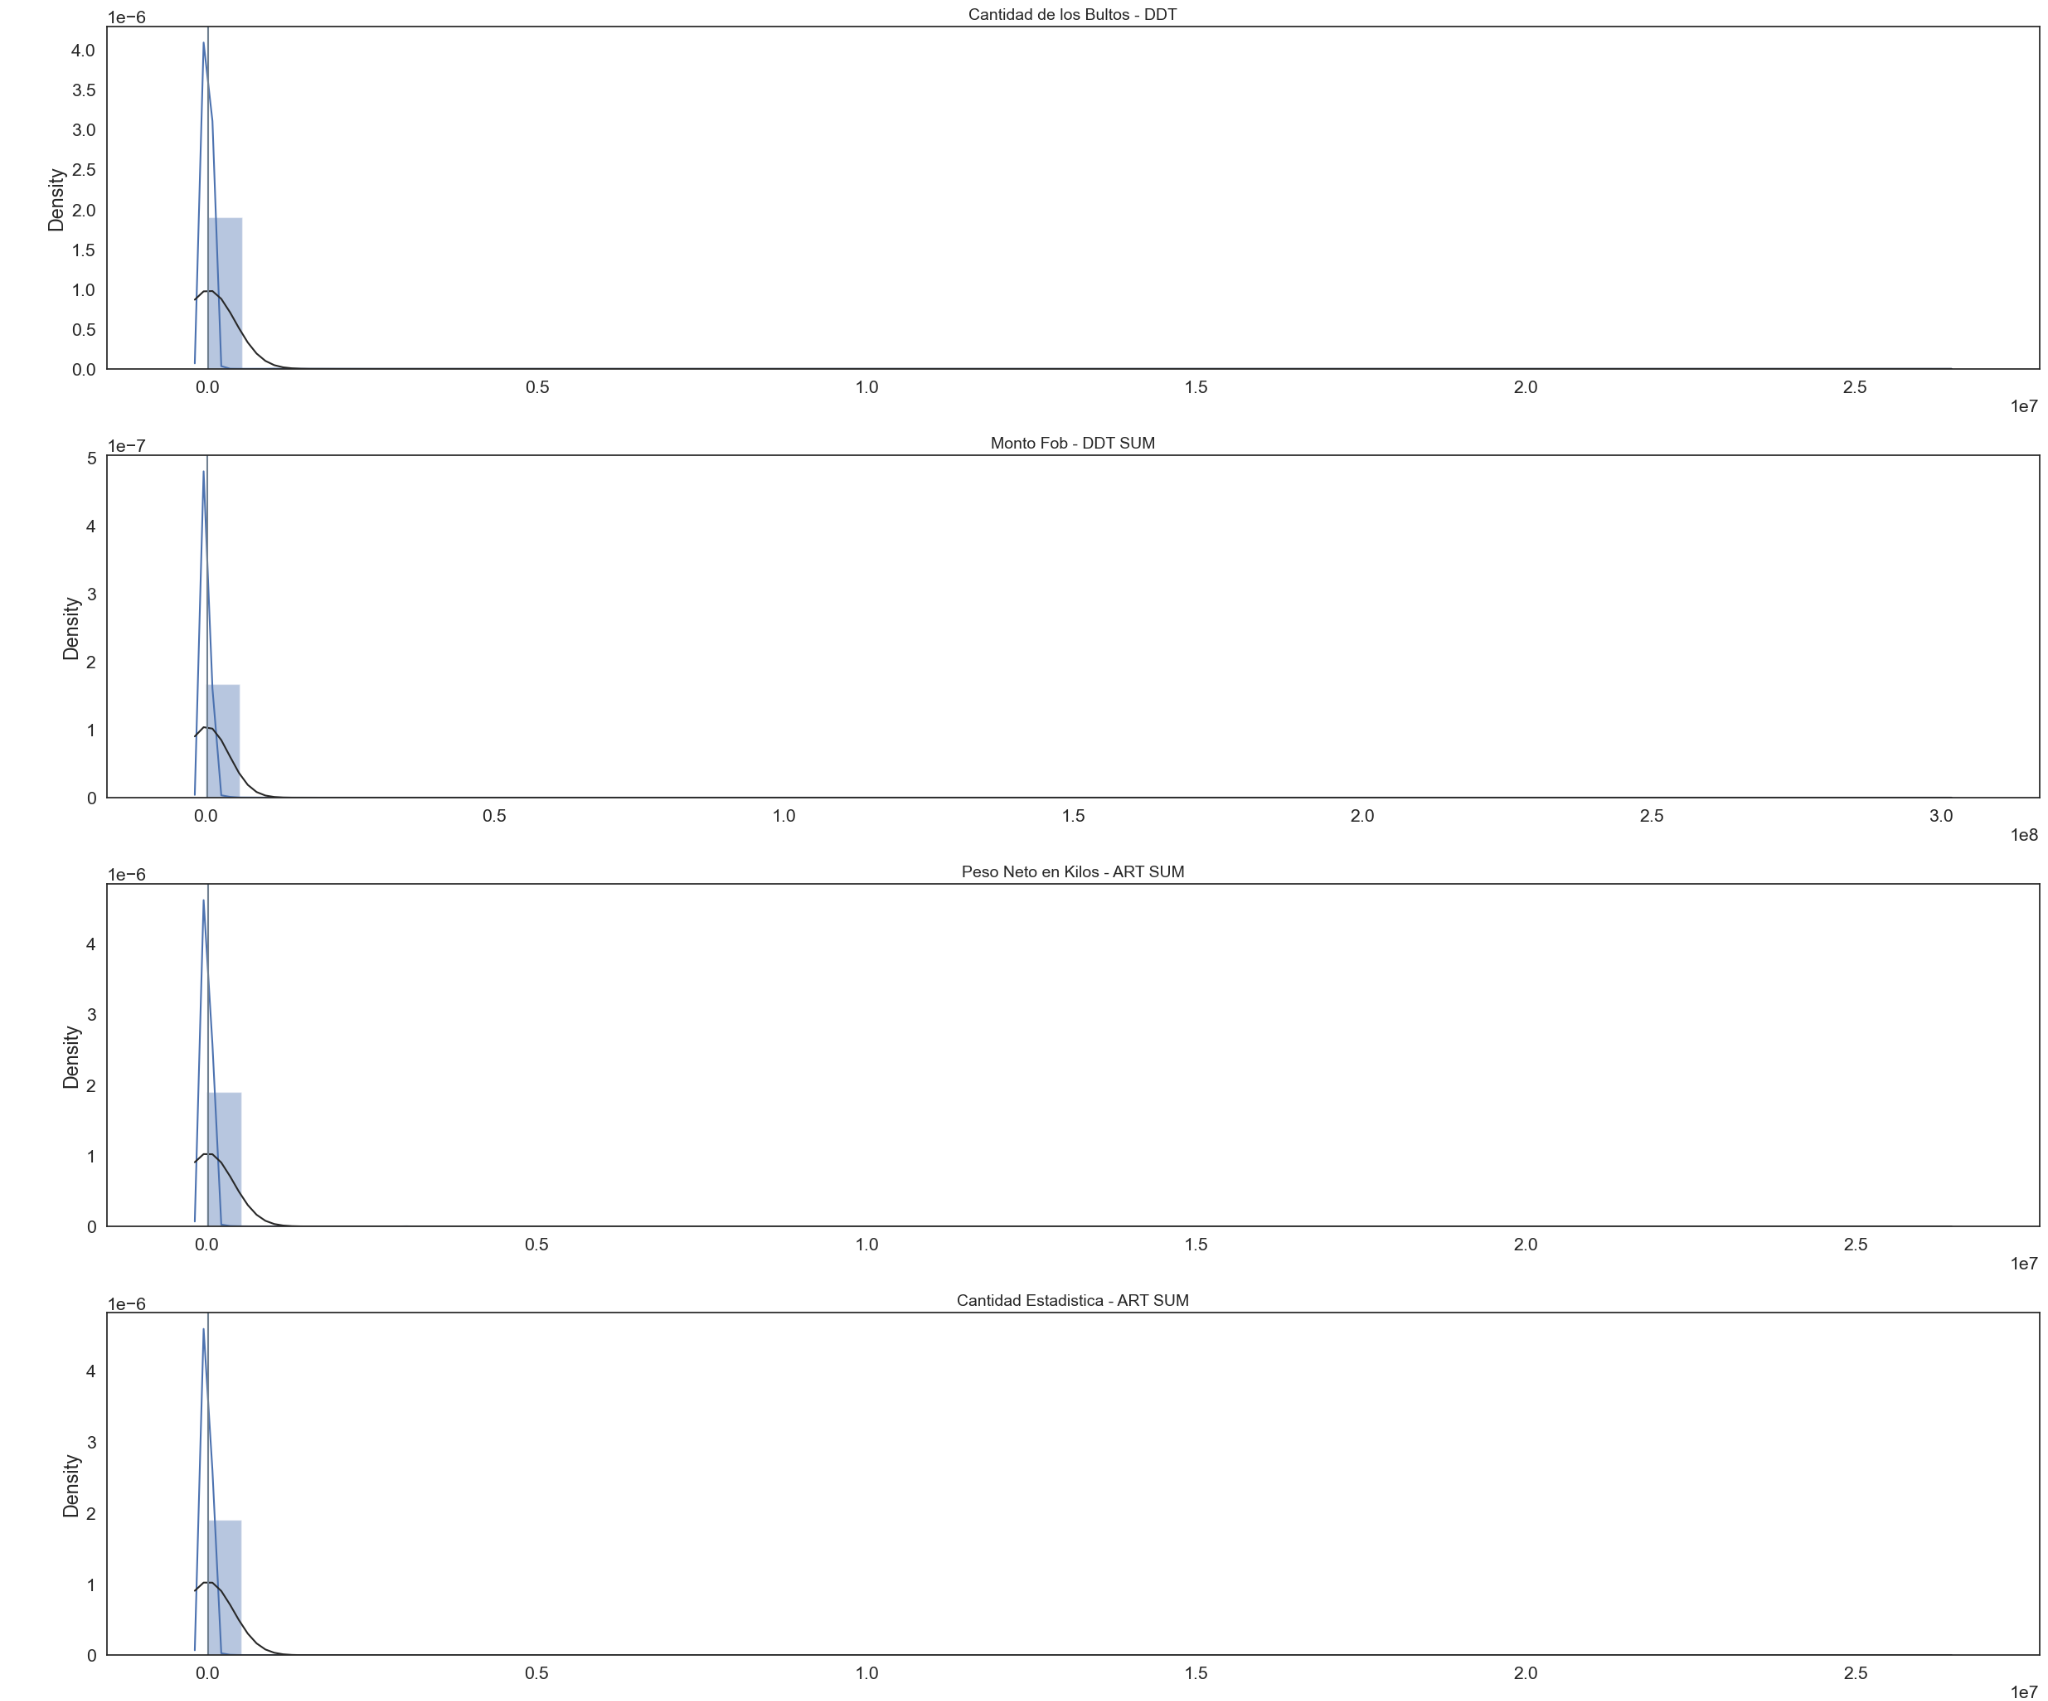 1e−6
Cantidad de los Bultos - DDT
4.0
3.5
3.0
2.5
2.0
1.5
1.0
0.5
0.0
Density
0.0 0.5 1.0 1.5 2.0 2.5
1e7
1e−7
Monto Fob - DDT SUM
5
4
3
2
1
0
Density
0.0 0.5 1.0 1.5 2.0 2.5 3.0
1e8
1e−6
Peso Neto en Kilos - ART SUM
4
3
2
1
0
Density
0.0 0.5 1.0 1.5 2.0 2.5
1e7
1e−6
Cantidad Estadistica - ART SUM
4
3
2
1
0
Density
0.0 0.5 1.0 1.5 2.0 2.5
1e7